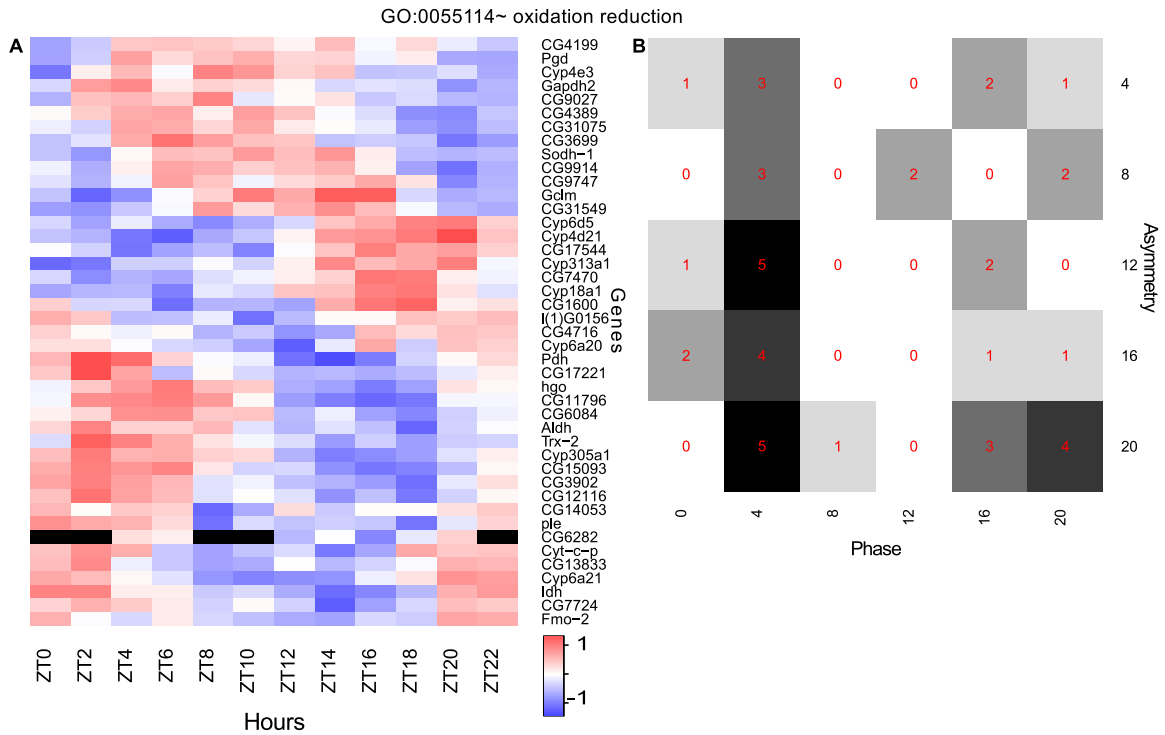 GO:0055114~ oxidation reduction
A
CG4199
Pgd
Cyp4e3
Gapdh2
CG9027
CG4389
CG31075
CG3699
Sodh−1
CG9914
CG9747
Gclm
CG31549
Cyp6d5
Cyp4d21
CG17544
Cyp313a1
CG7470
Cyp18a1
CG1600
l(1)G0156
CG4716
Cyp6a20
Pdh
CG17221
hgo
CG11796
CG6084
Aldh
Trx−2
Cyp305a1
CG15093
CG3902
CG12116
CG14053
ple
CG6282
Cyt−c−p
CG13833
Cyp6a21
Idh
CG7724
Fmo−2
Genes
ZT0 ZT2 ZT4 ZT6 ZT8 ZT10 ZT12 ZT14 ZT16 ZT18 ZT20 ZT22
Hours
1
−1
B
1 3 0 0 2 1 4
0 3 0 2 0 2 8
1 5 0 0 2 0 12
2 4 0 0 1 1 16
0 5 1 0 3 4 20
Asymmetry
0 4 8 12 16 20
Phase